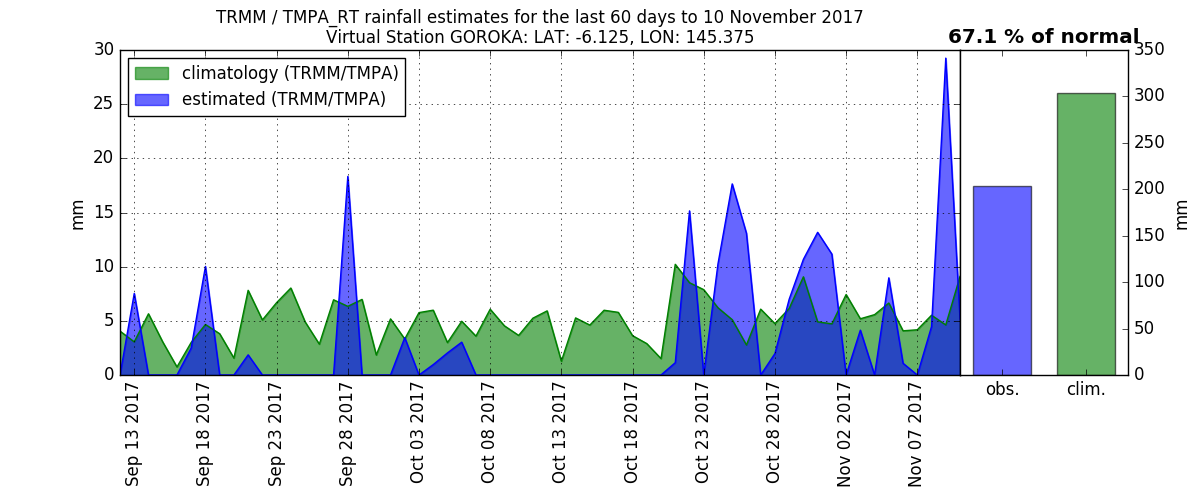 TRMM / TMPA_RT rainfall estimates for the last 60 days to 10 November 2017
Virtual Station GOROKA: LAT: -6.125, LON: 145.375
67.1 % of normal
climatology (TRMM/TMPA)
estimated (TRMM/TMPA)
30
25
20
15
10
5
0
mm
350
300
250
200
150
100
50
0
mm
Sep 13 2017
Sep 18 2017
Sep 23 2017
Sep 28 2017
Oct 03 2017
Oct 08 2017
Oct 13 2017
Oct 18 2017
Oct 23 2017
Oct 28 2017
Nov 02 2017
Nov 07 2017
obs.
clim.